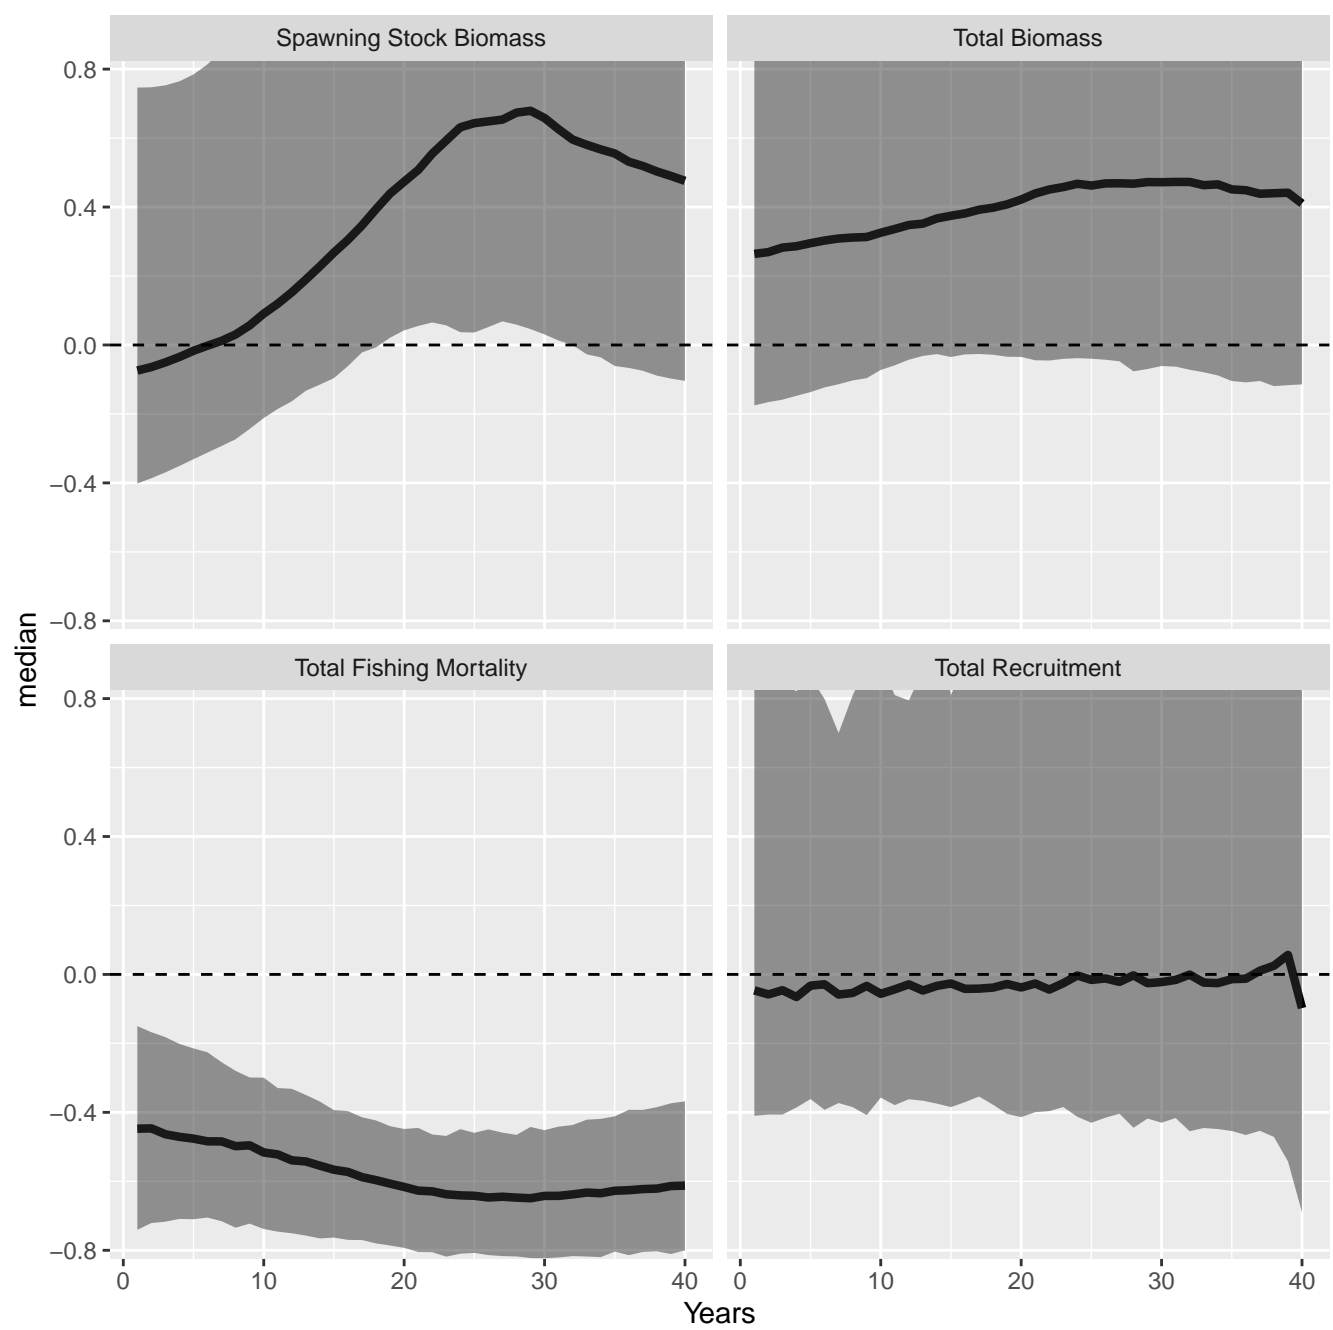 Spawning Stock Biomass
Total Biomass
0.8
0.4
0.0
−0.4
−0.8
median
Total Fishing Mortality
Total Recruitment
0.8
0.4
0.0
−0.4
−0.8
0 10 20 30 40
0 10 20 30 40
Years